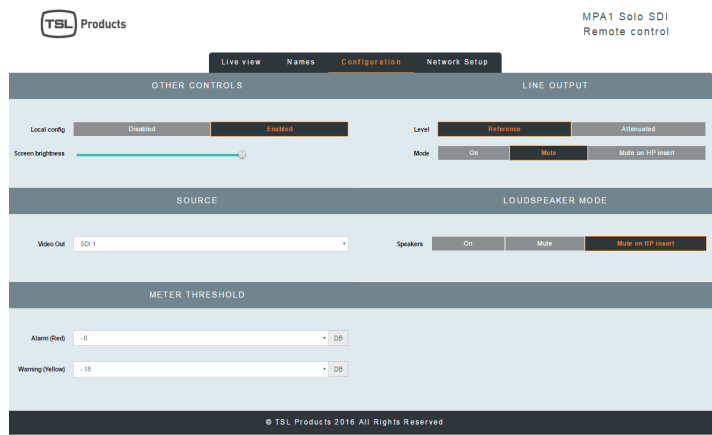 TSL Products
MPA1 Solo SDI
Remote control
Live view Names Configuration Network Setup
OTHER CONTROLS
Local config Disabled Enabled
Screen brightness
LINE OUTPUT
Level Reference Attenuated
Mode On Mute Mute on HP insert
SOURCE
Video Out SDI 1
LOUDSPEAKER MODE
Speakers On Mute Mute on HP insert
METER THRESHOLD
Alarm (Red) -6 DB
Warning (Yellow) -18 DB
© TSL Products 2016 All Rights Reserved